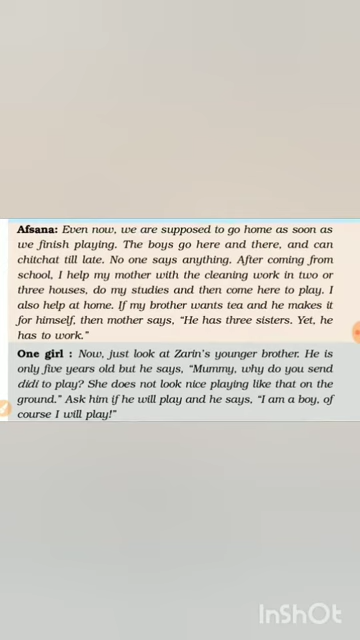 Afsana: Even now, we are supposed to go home as soon as
we finish playing. The boys go here and there, and can
chitchat till late. No one says anything. After coming from
school, I help my mother with the cleaning work in two or
three houses, do my studies and then come here to play. I
also help at home. If my brother wants tea and he makes it
for himself, then mother says, “He has three sisters. Yet, he
has to work.”
One girl : Now, just look at Zarin’s younger brother. He is
only five years old but he says, “Mummy, why do you send
didi to play? She does not look nice playing like that on the
ground.” Ask him if he will play and he says, “I am a boy, of
course I will play!”
InShOt